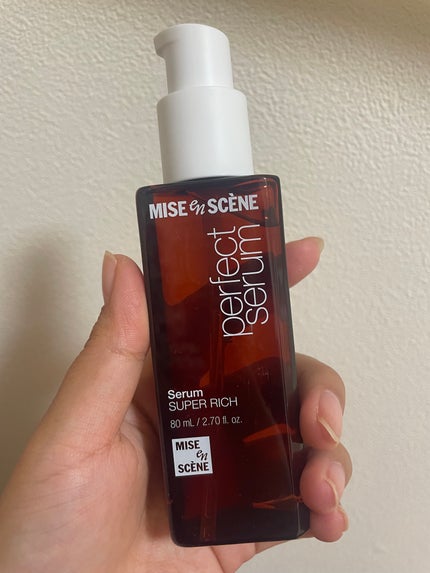 MISE en SCÈNE
perfect
serum
Serum
SUPER RICH
80 mL / 2.70 fl. oz.
MISE
en
SCÈNE